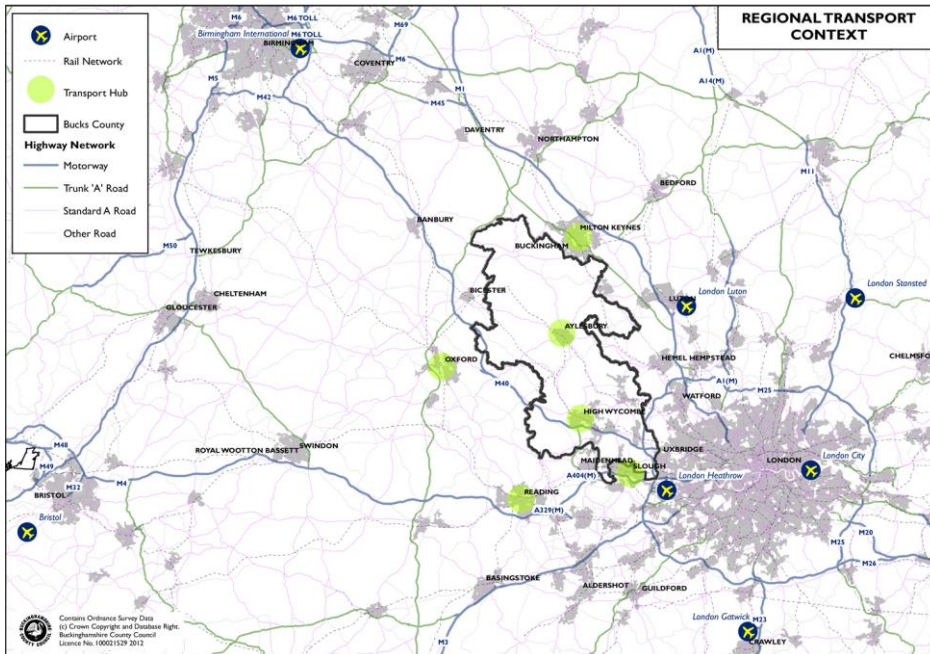 REGIONAL TRANSPORT
CONTEXT
Airport
Rail Network
Transport Hub
Bucks County
Highway Network
Motorway
Trunk 'A' Road
Standard A Road
Other Road
M6
M6 TOLL
M69
Birmingham International
M6 TOLL
BIRMINGHAM
COVENTRY
M6
A1(M)
A14(M)
M5
M1
M42
M45
DAVENTRY
NORTHAMPTON
M11
BEDFORD
BANBURY
MILTON KEYNES
BUCKINGHAM
M50
TEWKESBURY
CHELTENHAM
BICESTER
London Luton
London Stansted
LUTON
GLOUCESTER
AYLESBURY
OXFORD
HEMEL HEMPSTEAD
CHELMSFO
M40
A1(M)
M25
WATFORD
HIGH WYCOMBE
M48
M49
ROYAL WOOTTON BASSETT
SWINDON
UXBRIDGE
London City
MAIDENHEAD
SLOUGH
LONDON
M32
M4
A404(M)
London Heathrow
BRISTOL
READING
A329(M)
Bristol
M20
M25
M26
BASINGSTOKE
ALDERSHOT
GUILDFORD
London Gatwick
M23
CRAWLEY
M3
BUCKINGHAMSHIRE
COUNTY COUNCIL
Contains Ordnance Survey Data
(c) Crown Copyright and Database Right.
Buckinghamshire County Council
Licence No. 100021529 2012